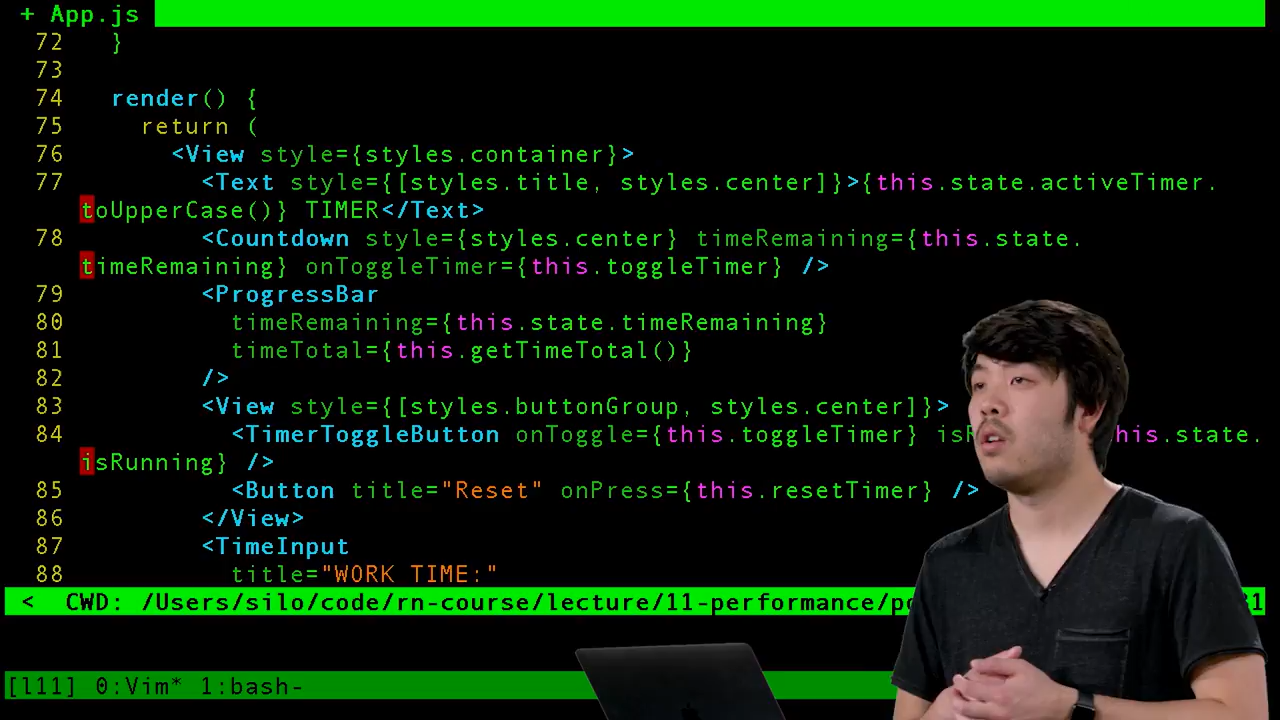 + App.js
72 }
73
74 render() {
75 return (
76 <View style={styles.container}>
77 <Text style={[styles.title, styles.center]}>{this.state.activeTimer.
toUpperCase()} TIMER</Text>
78 <Countdown style={styles.center} timeRemaining={this.state.
timeRemaining} onToggleTimer={this.toggleTimer} />
79 <ProgressBar
80 timeRemaining={this.state.timeRemaining}
81 timeTotal={this.getTimeTotal()}
82 />
83 <View style={[styles.buttonGroup, styles.center]}>
84 <TimerToggleButton onToggle={this.toggleTimer} his.state.
isRunning} />
85 <Button title="Reset" onPress={this.resetTimer} />
86 </View>
87 <TimeInput
88 title="WORK TIME:"
< CWD: /Users/silo/code/rn-course/lecture/11-performance/
[l11] 0:Vim* 1:bash-